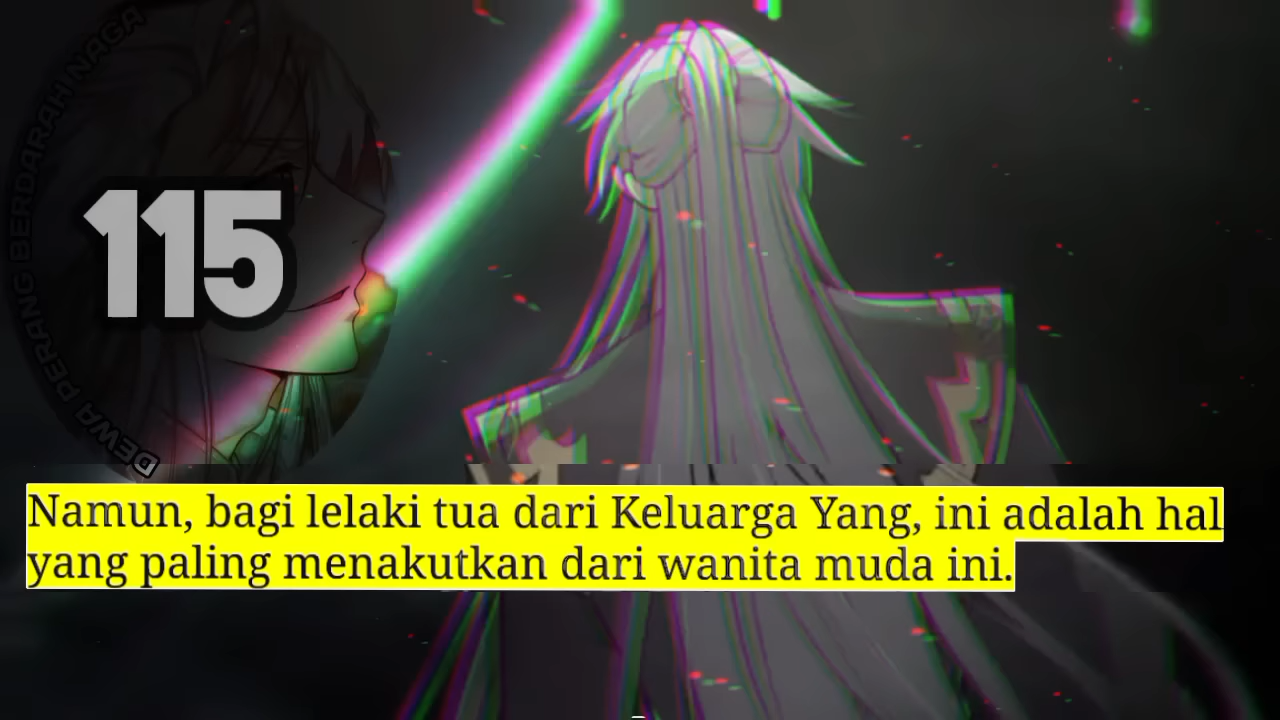 DEWA PERANG BERDARAH NAGA
115
Namun, bagi lelaki tua dari Keluarga Yang, ini adalah hal
yang paling menakutkan dari wanita muda ini.